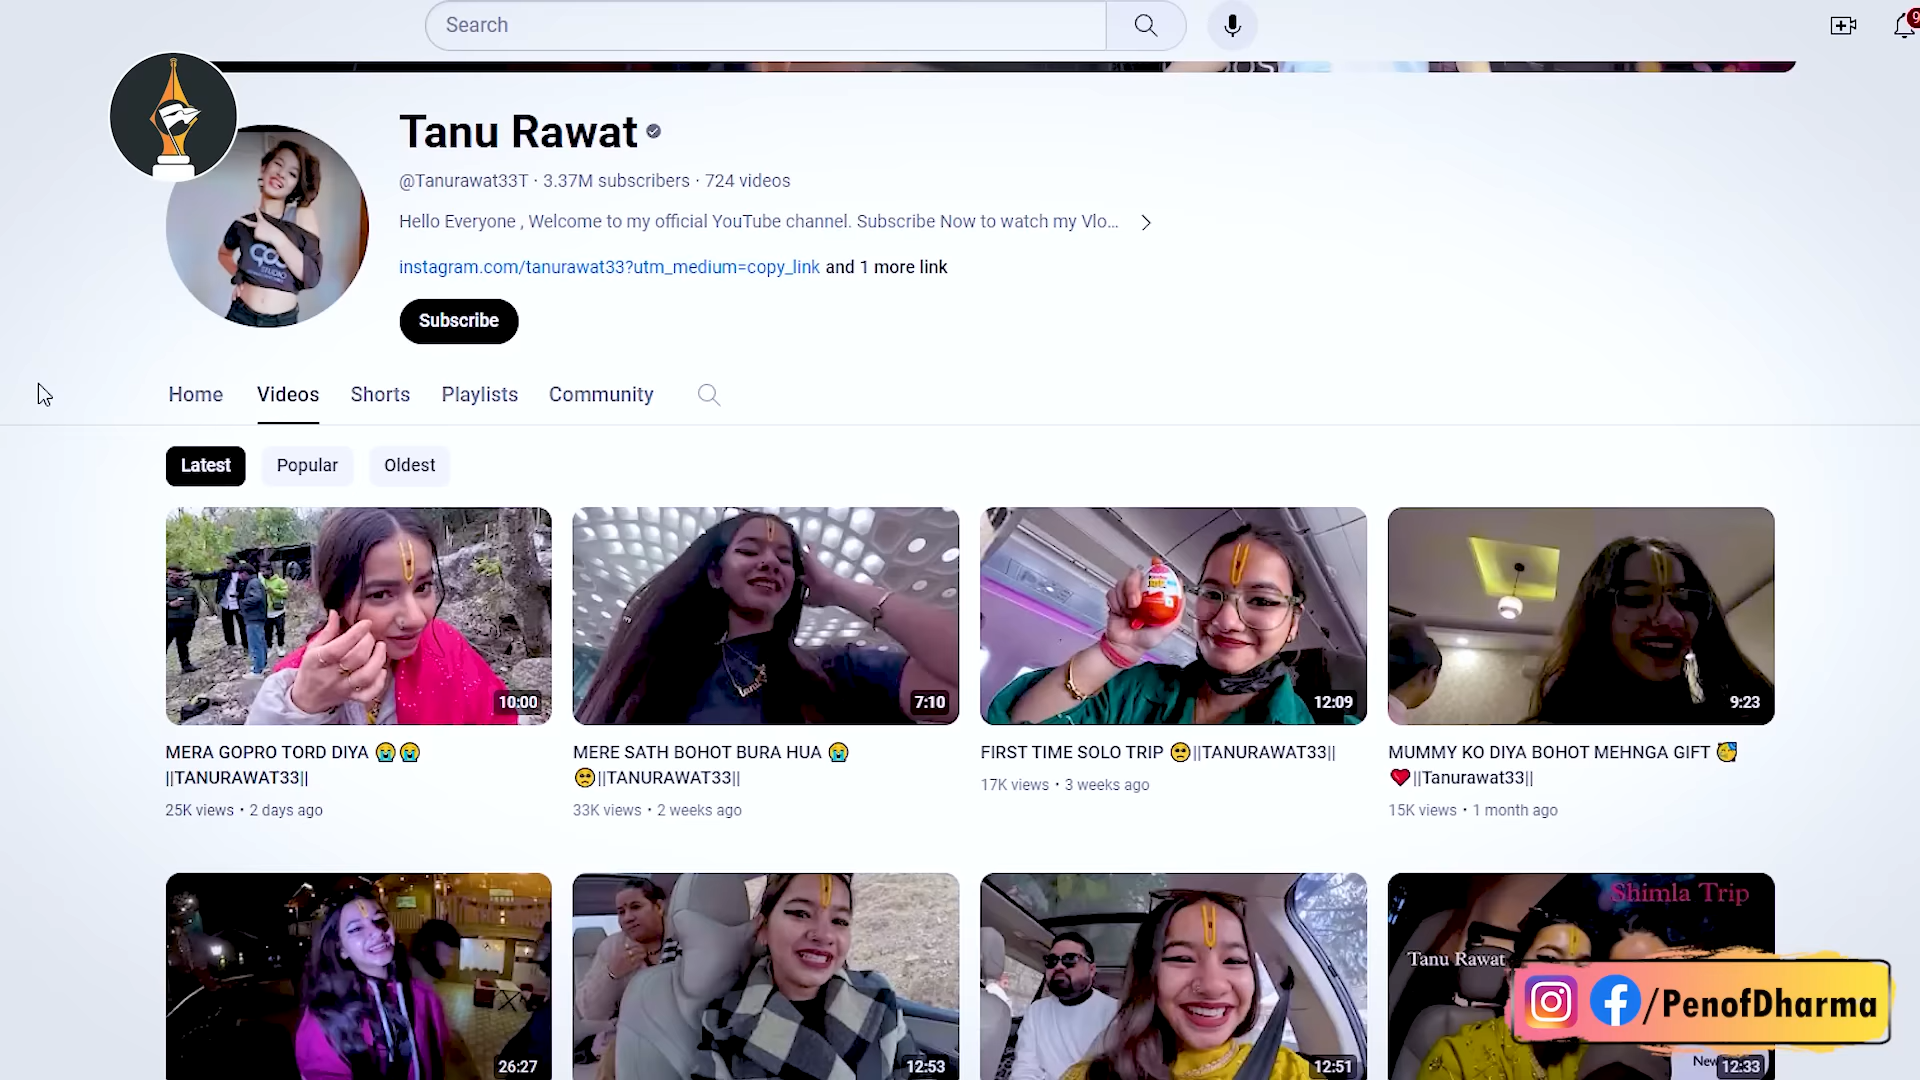 Search
9
Tanu Rawat
@Tanurawat33T · 3.37M subscribers · 724 videos
Hello Everyone , Welcome to my official YouTube channel. Subscribe Now to watch my Vlo...
instagram.com/tanurawat33?utm_medium=copy_link and 1 more link
Subscribe
Home Videos Shorts Playlists Community
Latest Popular Oldest
10:00 7:10 12:09 9:23
MERA GOPRO TORD DIYA 😭😭
||TANURAWAT33||
25K views • 2 days ago
MERE SATH BOHOT BURA HUA 😭
🥺||TANURAWAT33||
33K views • 2 weeks ago
FIRST TIME SOLO TRIP 🥺||TANURAWAT33||
17K views • 3 weeks ago
MUMMY KO DIYA BOHOT MEHNGA GIFT 🥳
❤️||Tanurawat33||
15K views • 1 month ago
Shimla Trip
Tanu Rawat
/PenofDharma
26:27 12:53 12:51 New 12:33